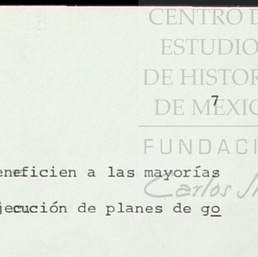 CENTRO D
ESTUDIO
DE HISTOR
DE MEXIC
7
FUNDACI
Carlos
eneficien a las mayorías
jecución de planes de go